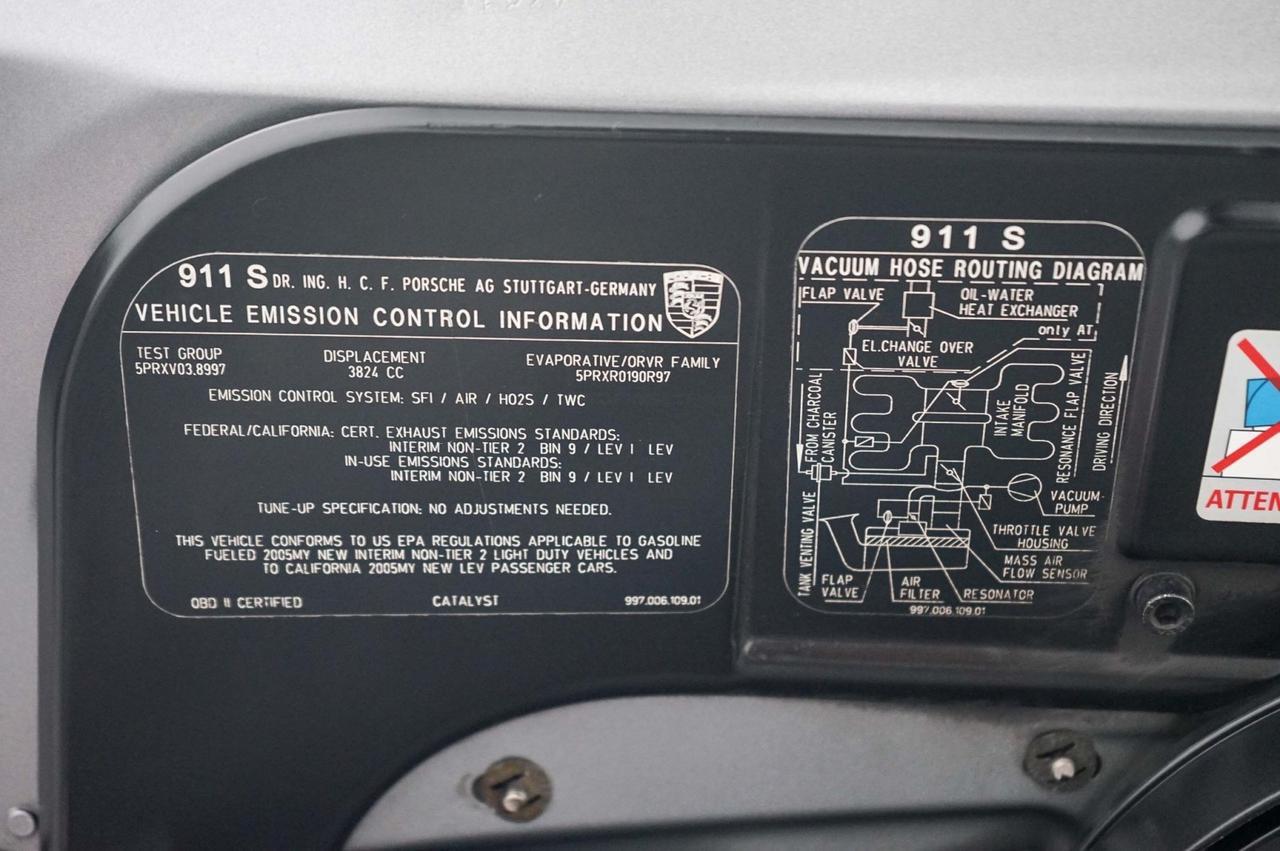 911 S DR. ING. H. C. F. PORSCHE AG STUTTGART-GERMANY
VEHICLE EMISSION CONTROL INFORMATION
TEST GROUP
5PRXV03.8997
DISPLACEMENT
3824 CC
EVAPORATIVE/ORVR FAMILY
5PRXR0190R97
EMISSION CONTROL SYSTEM: SFI / AIR / HO2S / TWC
FEDERAL/CALIFORNIA: CERT. EXHAUST EMISSIONS STANDARDS:
INTERIM NON-TIER 2 BIN 9 / LEV I LEV
IN-USE EMISSIONS STANDARDS:
INTERIM NON-TIER 2 BIN 9 / LEV I LEV
TUNE-UP SPECIFICATION: NO ADJUSTMENTS NEEDED.
THIS VEHICLE CONFORMS TO US EPA REGULATIONS APPLICABLE TO GASOLINE
FUELED 2005MY NEW INTERIM NON-TIER 2 LIGHT DUTY VEHICLES AND
TO CALIFORNIA 2005MY NEW LEV PASSENGER CARS.
OBD II CERTIFIED
CATALYST
997.006.109.01
911 S
VACUUM HOSE ROUTING DIAGRAM
FLAP VALVE
OIL-WATER
HEAT EXCHANGER
only AT
EL.CHANGE OVER
VALVE
FROM CHARCOAL
CANISTER
INTAKE
MANIFOLD
RESONANCE FLAP VALVE
DRIVING DIRECTION
TANK VENTING VALVE
VACUUM-
PUMP
THROTTLE VALVE
HOUSING
MASS AIR
FLOW SENSOR
FLAP
VALVE
AIR
FILTER
RESONATOR
997.006.109.01
ATTEN